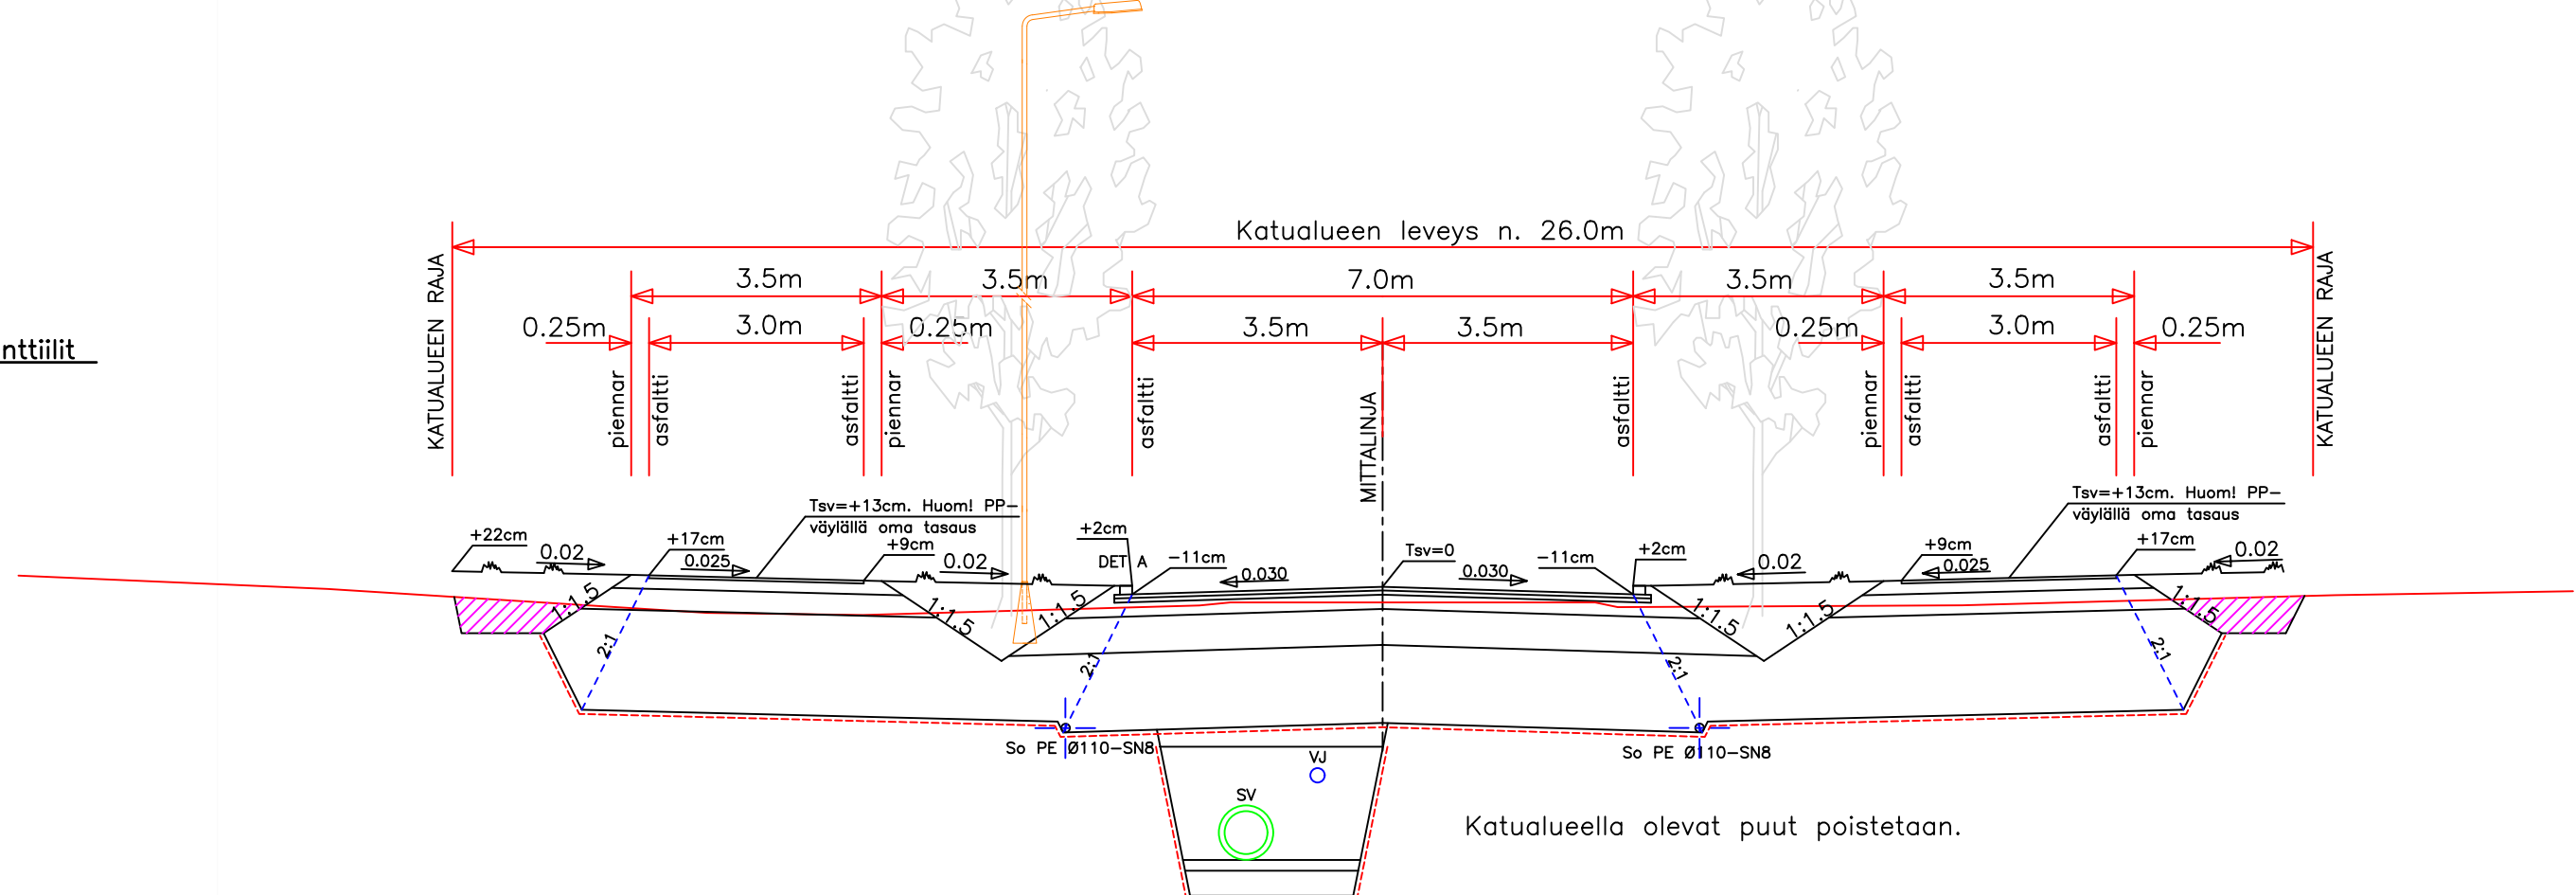 Katualueen leveys n. 26.0m
3.5m
3.5m
7.0m
3.5m
3.5m
0.25m
3.0m
0.25m
3.5m
3.5m
0.25m
3.0m
0.25m
nttiilit
KATUALUEEN RAJA
piennar
asfaltti
asfaltti
piennar
asfaltti
MITTALINJA
asfaltti
piennar
asfaltti
asfaltti
piennar
KATUALUEEN RAJA
Tsv=+13cm. Huom! PP-
väylällä oma tasaus
Tsv=+13cm. Huom! PP-
väylällä oma tasaus
+22cm
0.02
+17cm
0.025
+9cm
0.02
+2cm
DET A
-11cm
0.030
Tsv=0
0.030
-11cm
+2cm
0.02
+9cm
0.025
+17cm
0.02
1:1.5
1:1.5
1:1.5
1:1.5
1:1.5
1:1.5
2:1
2:1
2:1
2:1
So PE Ø110-SN8
So PE Ø110-SN8
VJ
SV
Katualueella olevat puut poistetaan.